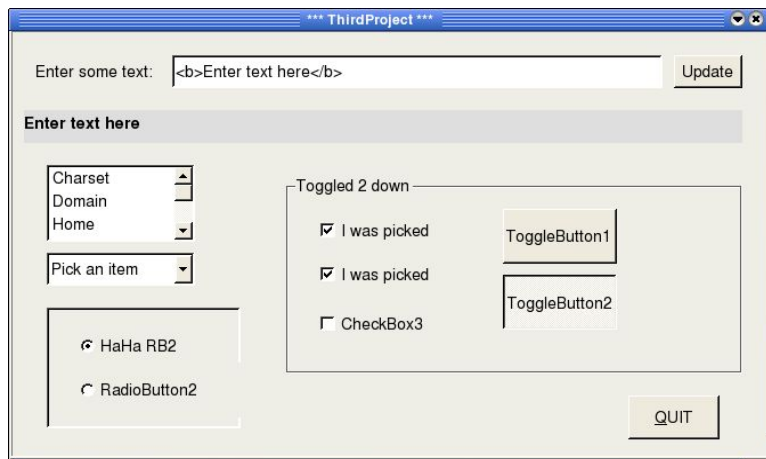 *** ThirdProject ***
Enter some text: <b>Enter text here</b> Update
Enter text here
Charset
Domain
Home
Pick an item
HaHa RB2
RadioButton2
Toggled 2 down
I was picked
I was picked
CheckBox3
ToggleButton1
ToggleButton2
QUIT